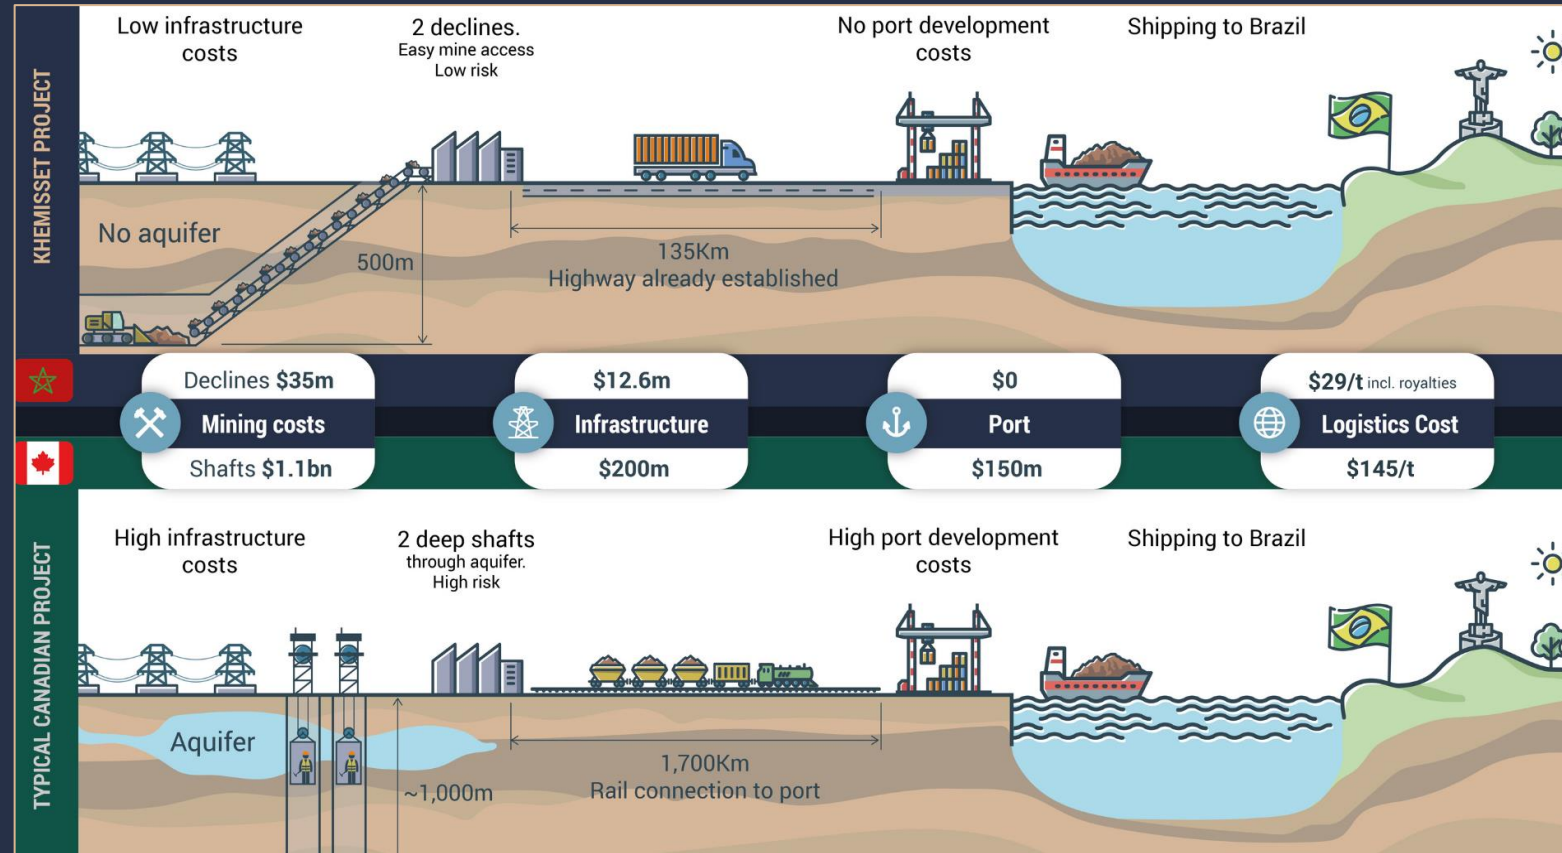 KHEMISSET PROJECT
Low infrastructure
costs
2 declines.
Easy mine access
Low risk
No port development
costs
Shipping to Brazil
No aquifer
500m
135Km
Highway already established
Declines $35m
Mining costs
Shafts $1.1bn
$12.6m
Infrastructure
$200m
$0
Port
$150m
$29/t incl. royalties
Logistics Cost
$145/t
TYPICAL CANADIAN PROJECT
High infrastructure
costs
2 deep shafts
through aquifer.
High risk
High port development
costs
Shipping to Brazil
Aquifer
~1,000m
1,700Km
Rail connection to port